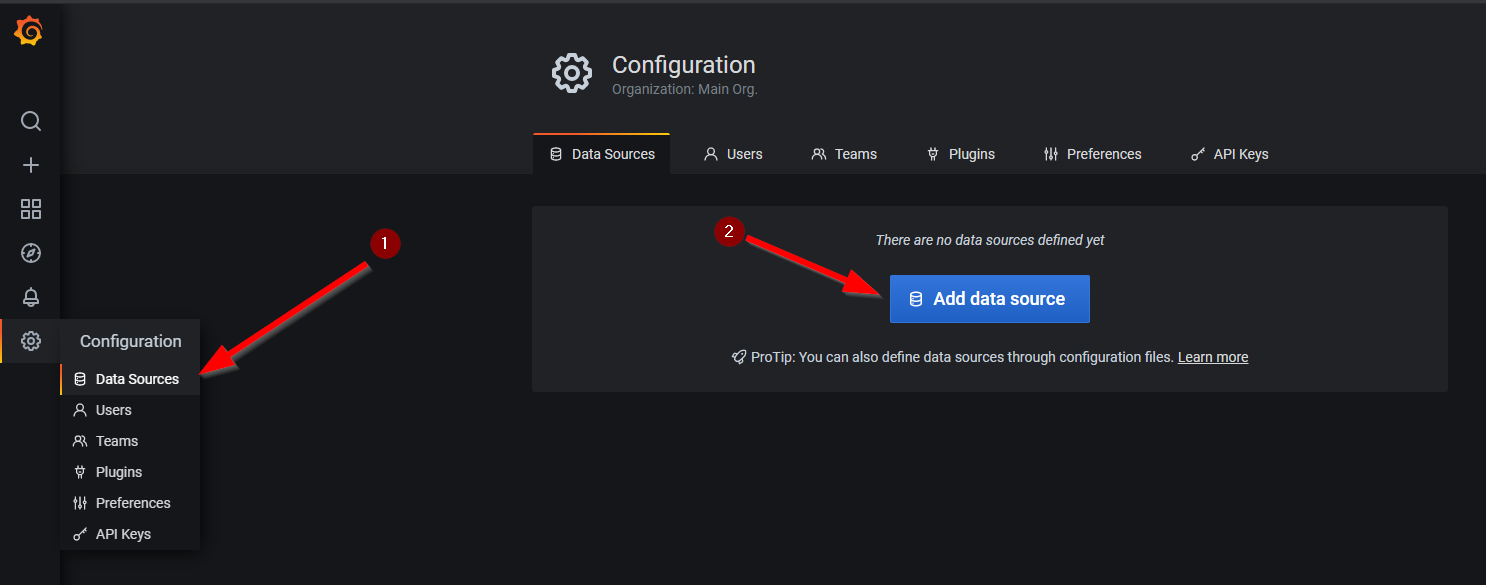 Configuration
Organization: Main Org.
Data Sources Users Teams Plugins Preferences API Keys
1
2
There are no data sources defined yet
Add data source
ProTip: You can also define data sources through configuration files. Learn more
Configuration
Data Sources
Users
Teams
Plugins
Preferences
API Keys